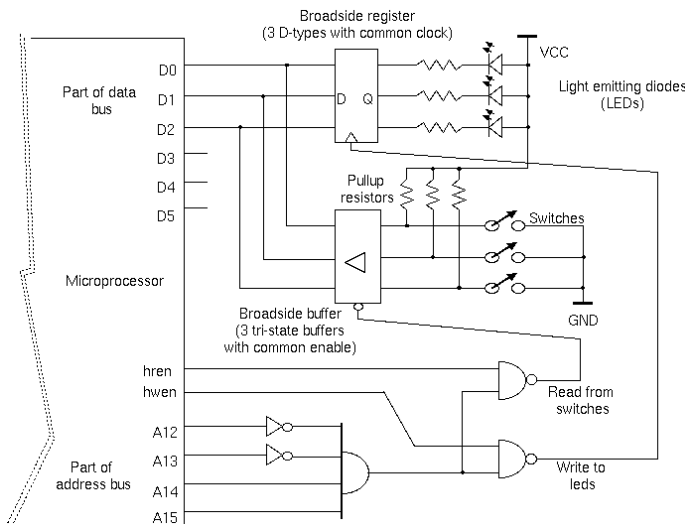 Broadside register
(3 D-types with common clock)
VCC
D0
Part of data
bus
D1
D Q
Light emitting diodes
(LEDs)
D2
D3
D4
D5
Pullup
resistors
Switches
Microprocessor
Broadside buffer
(3 tri-state buffers
with common enable)
GND
hren
hwen
Read from
switches
A12
A13
Part of
address bus
A14
A15
Write to
leds